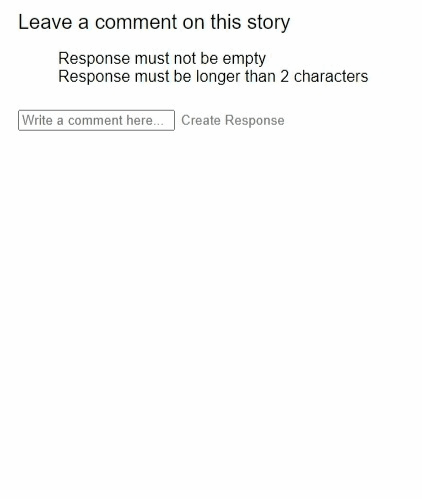 Leave a comment on this story
Response must not be empty
Response must be longer than 2 characters
Write a comment here... Create Response